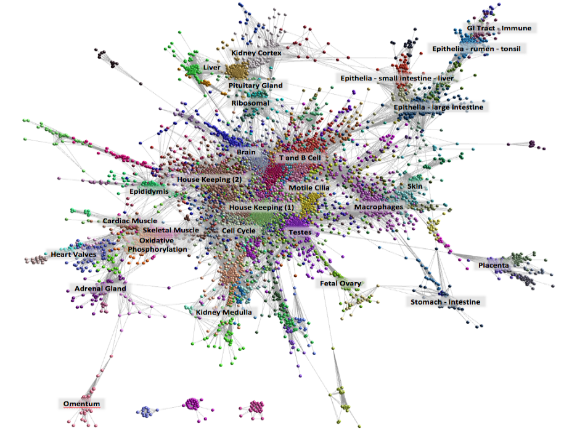 GI Tract - Immune
Kidney Cortex
Epithelia - rumen - tonsil
Liver
Epithelia - small intestine - liver
Pituitary Gland
Ribosomal
Epithelia - large intestine
Brain
T and B Cell
House Keeping (2)
Motile Cilia
Skin
Epididymis
House Keeping (1)
Macrophages
Cardiac Muscle
Skeletal Muscle
Cell Cycle
Testes
Oxidative
Phosphorylation
Heart Valves
Placenta
Adrenal Gland
Fetal Ovary
Stomach - Intestine
Kidney Medulla
Omentum